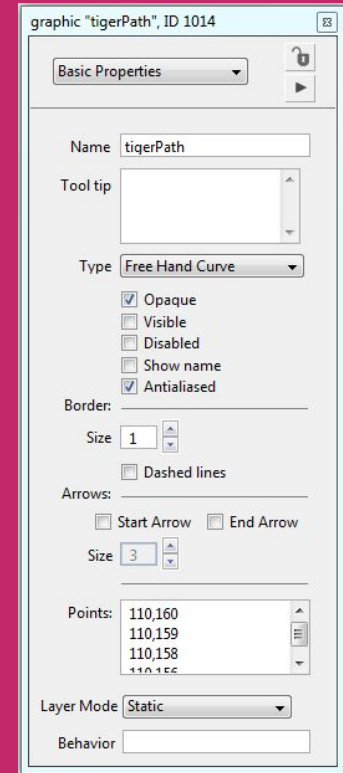 graphic "tigerPath", ID 1014
Basic Properties
Name tigerPath
Tool tip
Type Free Hand Curve
Opaque
Visible
Disabled
Show name
Antialiased
Border:
Size 1
Dashed lines
Arrows:
Start Arrow End Arrow
Size 3
Points: 110,160
110,159
110,158
110,156
Layer Mode Static
Behavior